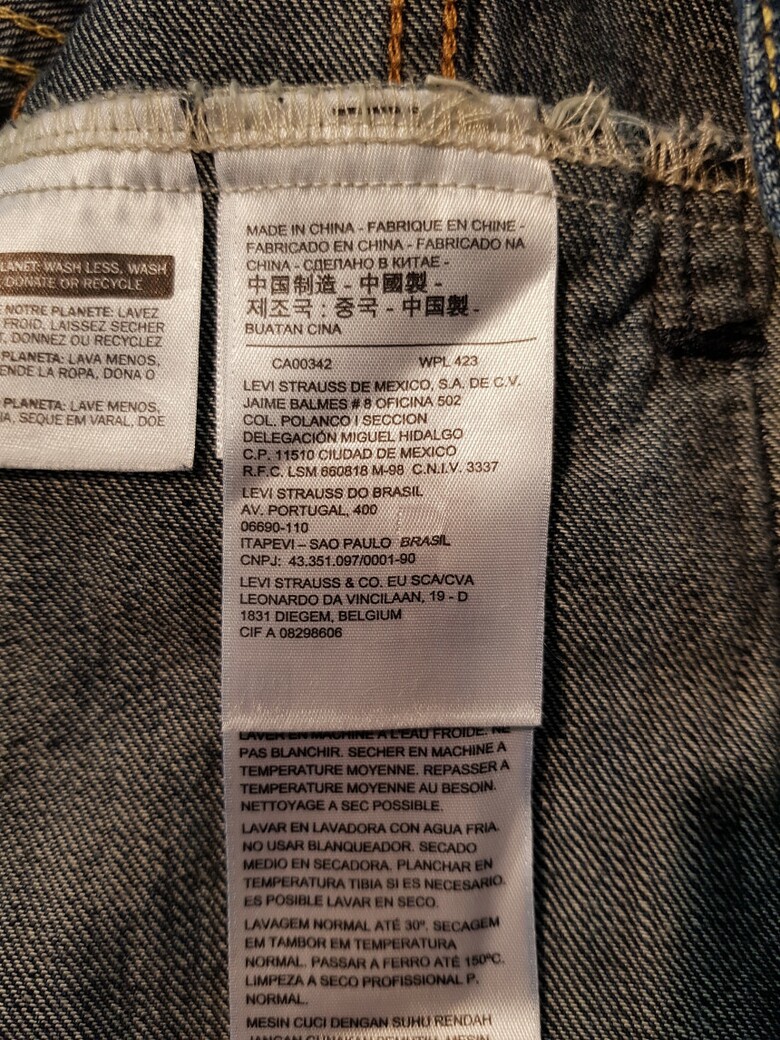 LANET: WASH LESS, WASH
DONATE OR RECYCLE
NOTRE PLANETE: LAVEZ
FROID, LAISSEZ SECHER
T, DONNEZ OU RECYCLEZ
PLANETA: LAVA MENOS,
ENDE LA ROPA, DONA O
PLANETA: LAVE MENOS,
IA, SEQUE EM VARAL, DOE
MADE IN CHINA - FABRIQUE EN CHINE -
FABRICADO EN CHINA - FABRICADO NA
CHINA - СДЕЛАНО В КИТАЕ -
中国制造 - 中國製 -
제조국 : 중국 - 中国製 -
BUATAN CINA
CA00342 WPL 423
LEVI STRAUSS DE MEXICO, S.A. DE C.V.
JAIME BALMES # 8 OFICINA 502
COL. POLANCO I SECCION
DELEGACIÓN MIGUEL HIDALGO
C.P. 11510 CIUDAD DE MEXICO
R.F.C. LSM 660818 M-98 C.N.I.V. 3337
LEVI STRAUSS DO BRASIL
AV. PORTUGAL, 400
06690-110
ITAPEVI – SAO PAULO BRASIL
CNPJ: 43.351.097/0001-90
LEVI STRAUSS & CO. EU SCA/CVA
LEONARDO DA VINCILAAN, 19 - D
1831 DIEGEM, BELGIUM
CIF A 08298606
LAVER EN MACHINE A L'EAU FROIDE. NE
PAS BLANCHIR. SECHER EN MACHINE A
TEMPERATURE MOYENNE. REPASSER A
TEMPERATURE MOYENNE AU BESOIN.
NETTOYAGE A SEC POSSIBLE.
LAVAR EN LAVADORA CON AGUA FRIA.
NO USAR BLANQUEADOR. SECADO
MEDIO EN SECADORA. PLANCHAR EN
TEMPERATURA TIBIA SI ES NECESARIO.
ES POSIBLE LAVAR EN SECO.
LAVAGEM NORMAL ATÉ 30º. SECAGEM
EM TAMBOR EM TEMPERATURA
NORMAL. PASSAR A FERRO ATÉ 150ºC.
LIMPEZA A SECO PROFISSIONAL P.
NORMAL.
MESIN CUCI DENGAN SUHU RENDAH